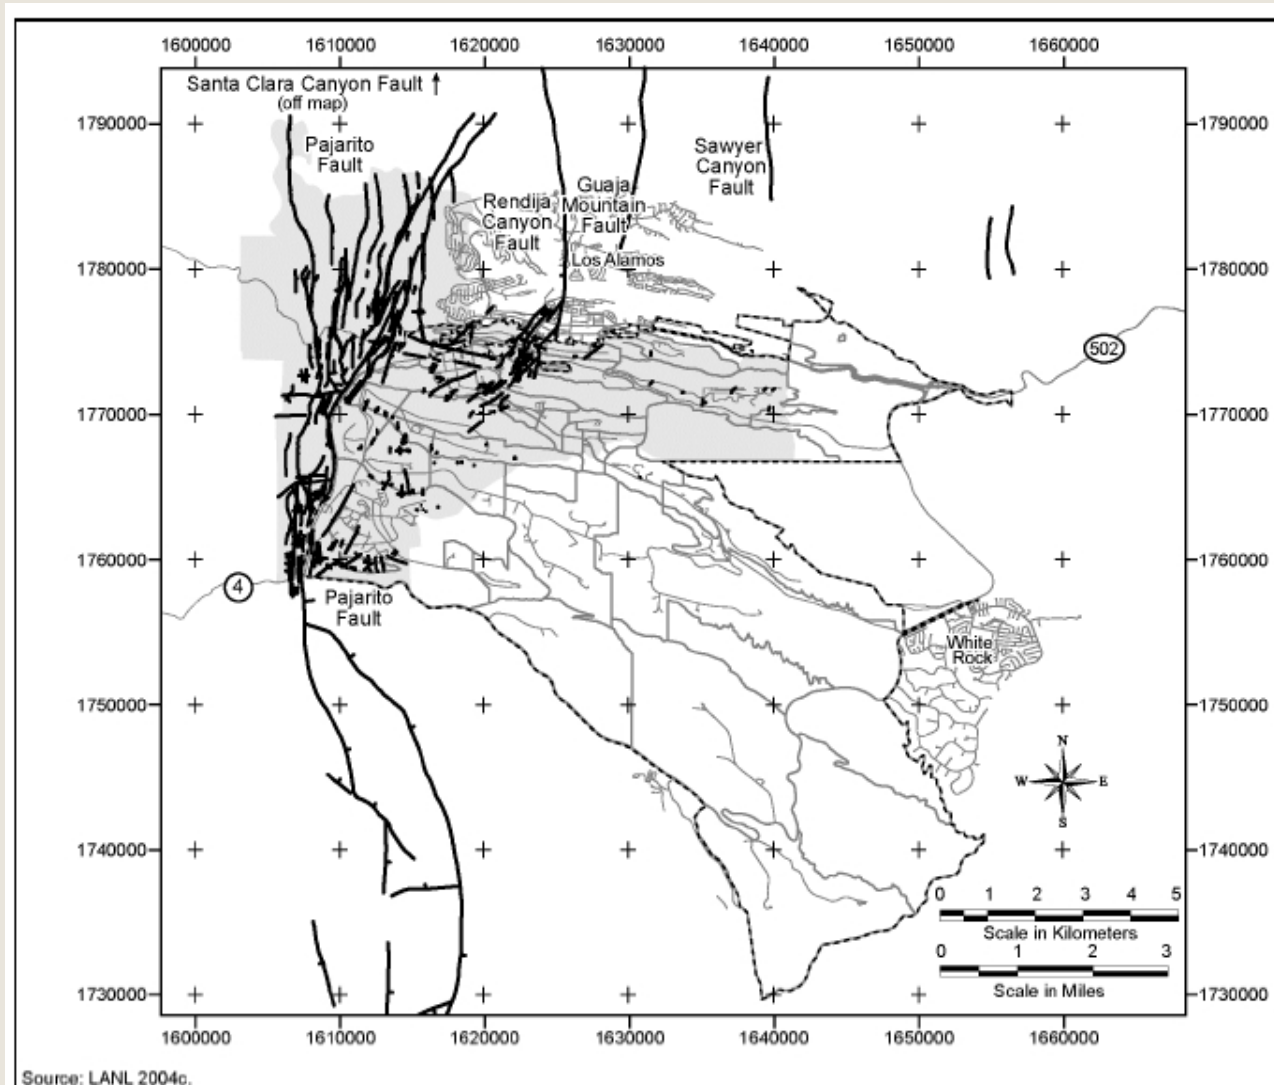 1600000 1610000 1620000 1630000 1640000 1650000 1660000
Santa Clara Canyon Fault
(off map)
1790000 1790000
Pajarito
Fault
Sawyer
Canyon
Fault
Rendija
Canyon
Fault
Guaja
Mountain
Fault
Los Alamos
1780000 1780000
502
1770000 1770000
1760000 1760000
4
Pajarito
Fault
White
Rock
1750000 1750000
N
W E
S
1740000 1740000
0 1 2 3 4 5
Scale in Kilometers
0 1 2 3
Scale in Miles
1730000 1730000
1600000 1610000 1620000 1630000 1640000 1650000 1660000
Source: LANL 2004c.